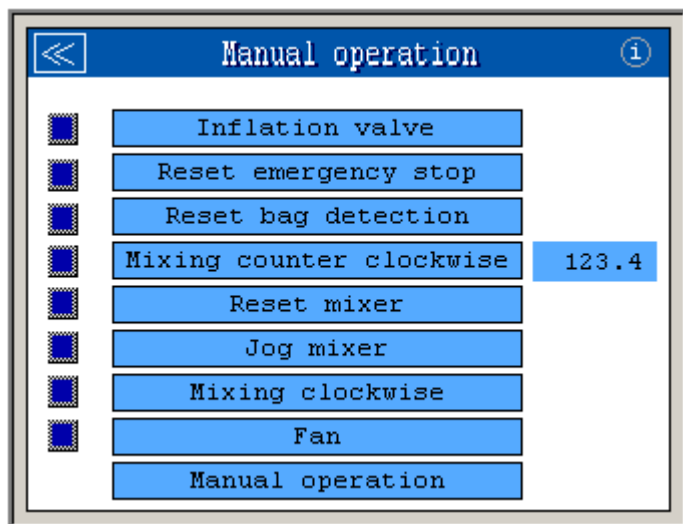 Manual operation
Inflation valve
Reset emergency stop
Reset bag detection
Mixing counter clockwise 123.4
Reset mixer
Jog mixer
Mixing clockwise
Fan
Manual operation